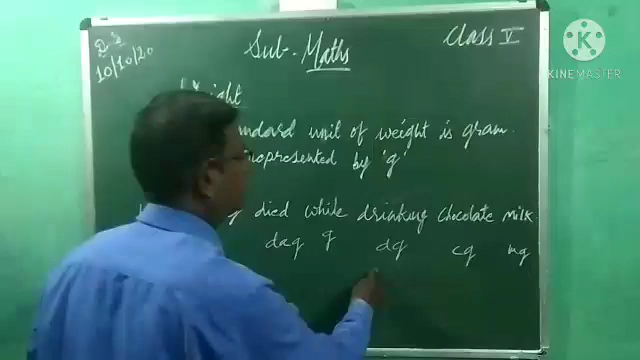 Sub- Maths
Class V
10/10/20
KINEMASTER
unit of weight is gram.
represented by 'g'
died while drinking chocolate milk.
dag g dg cg mg